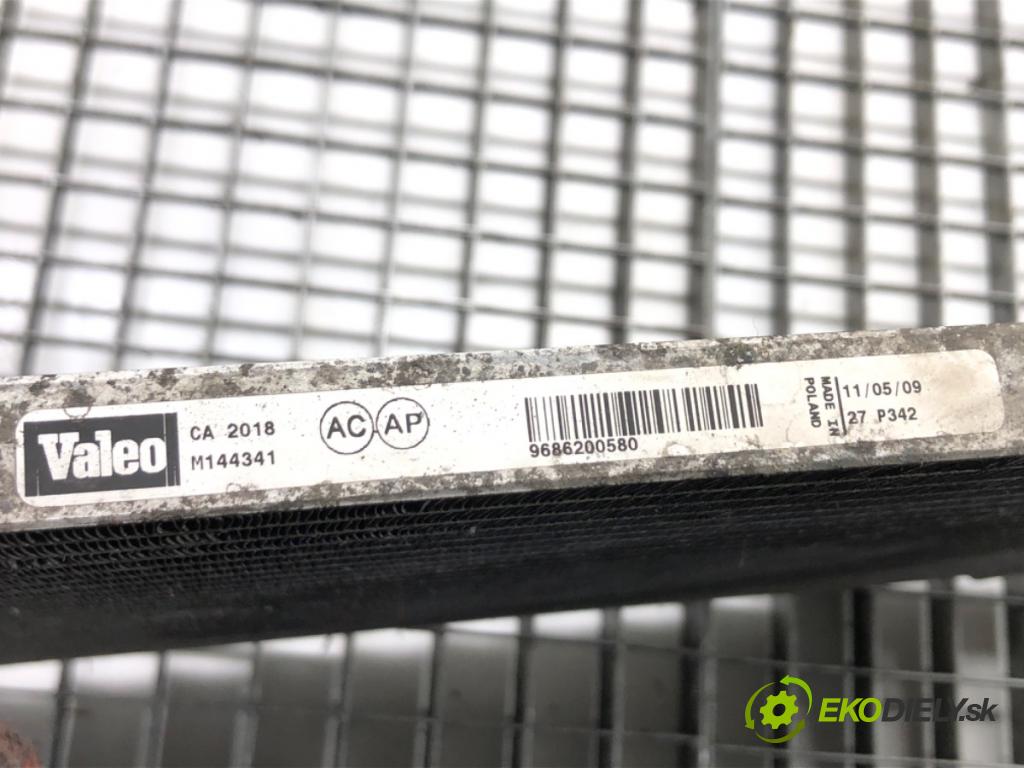 Valeo
CA 2018
M144341
AC AP
9686200580
MADE IN
POLAND
11/05/09
27 P342
EKODIELY.sk